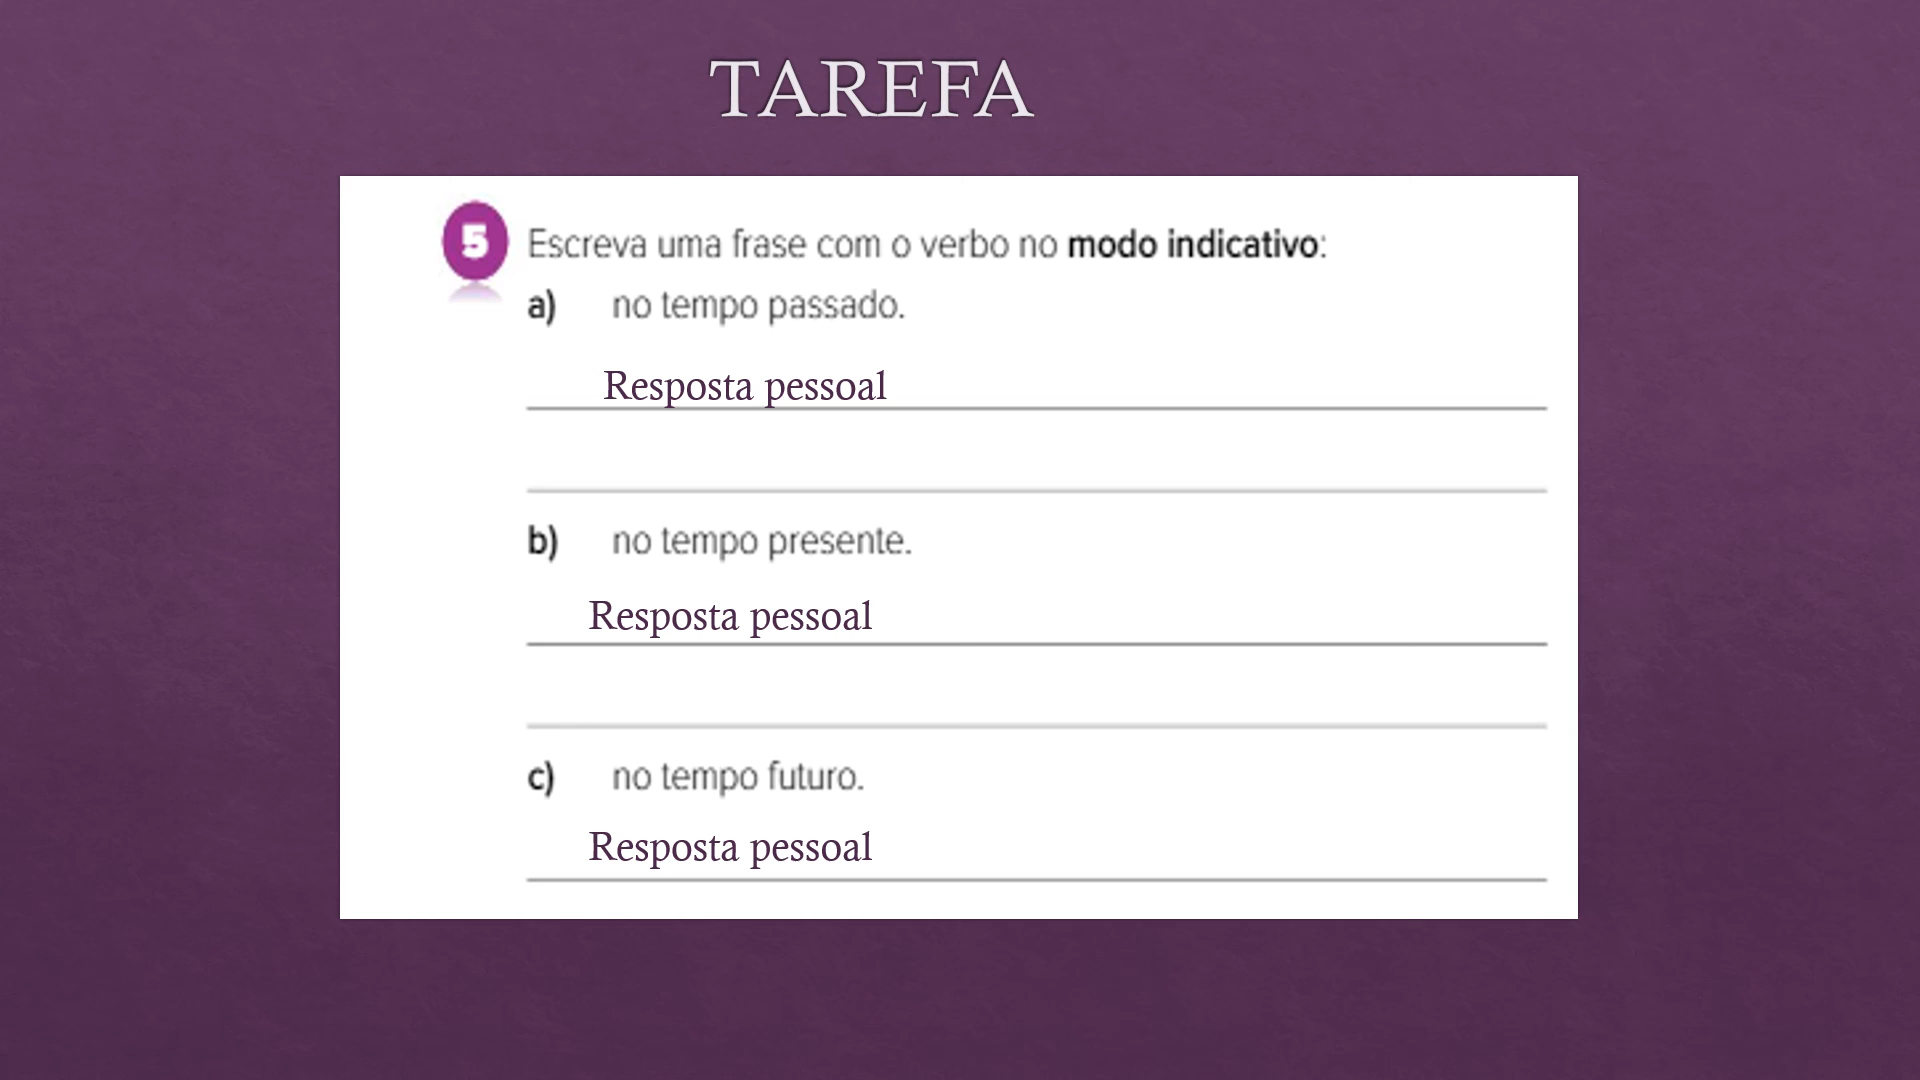 TAREFA
5 Escreva uma frase com o verbo no modo indicativo:
a) no tempo passado.
Resposta pessoal
b) no tempo presente.
Resposta pessoal
c) no tempo futuro.
Resposta pessoal